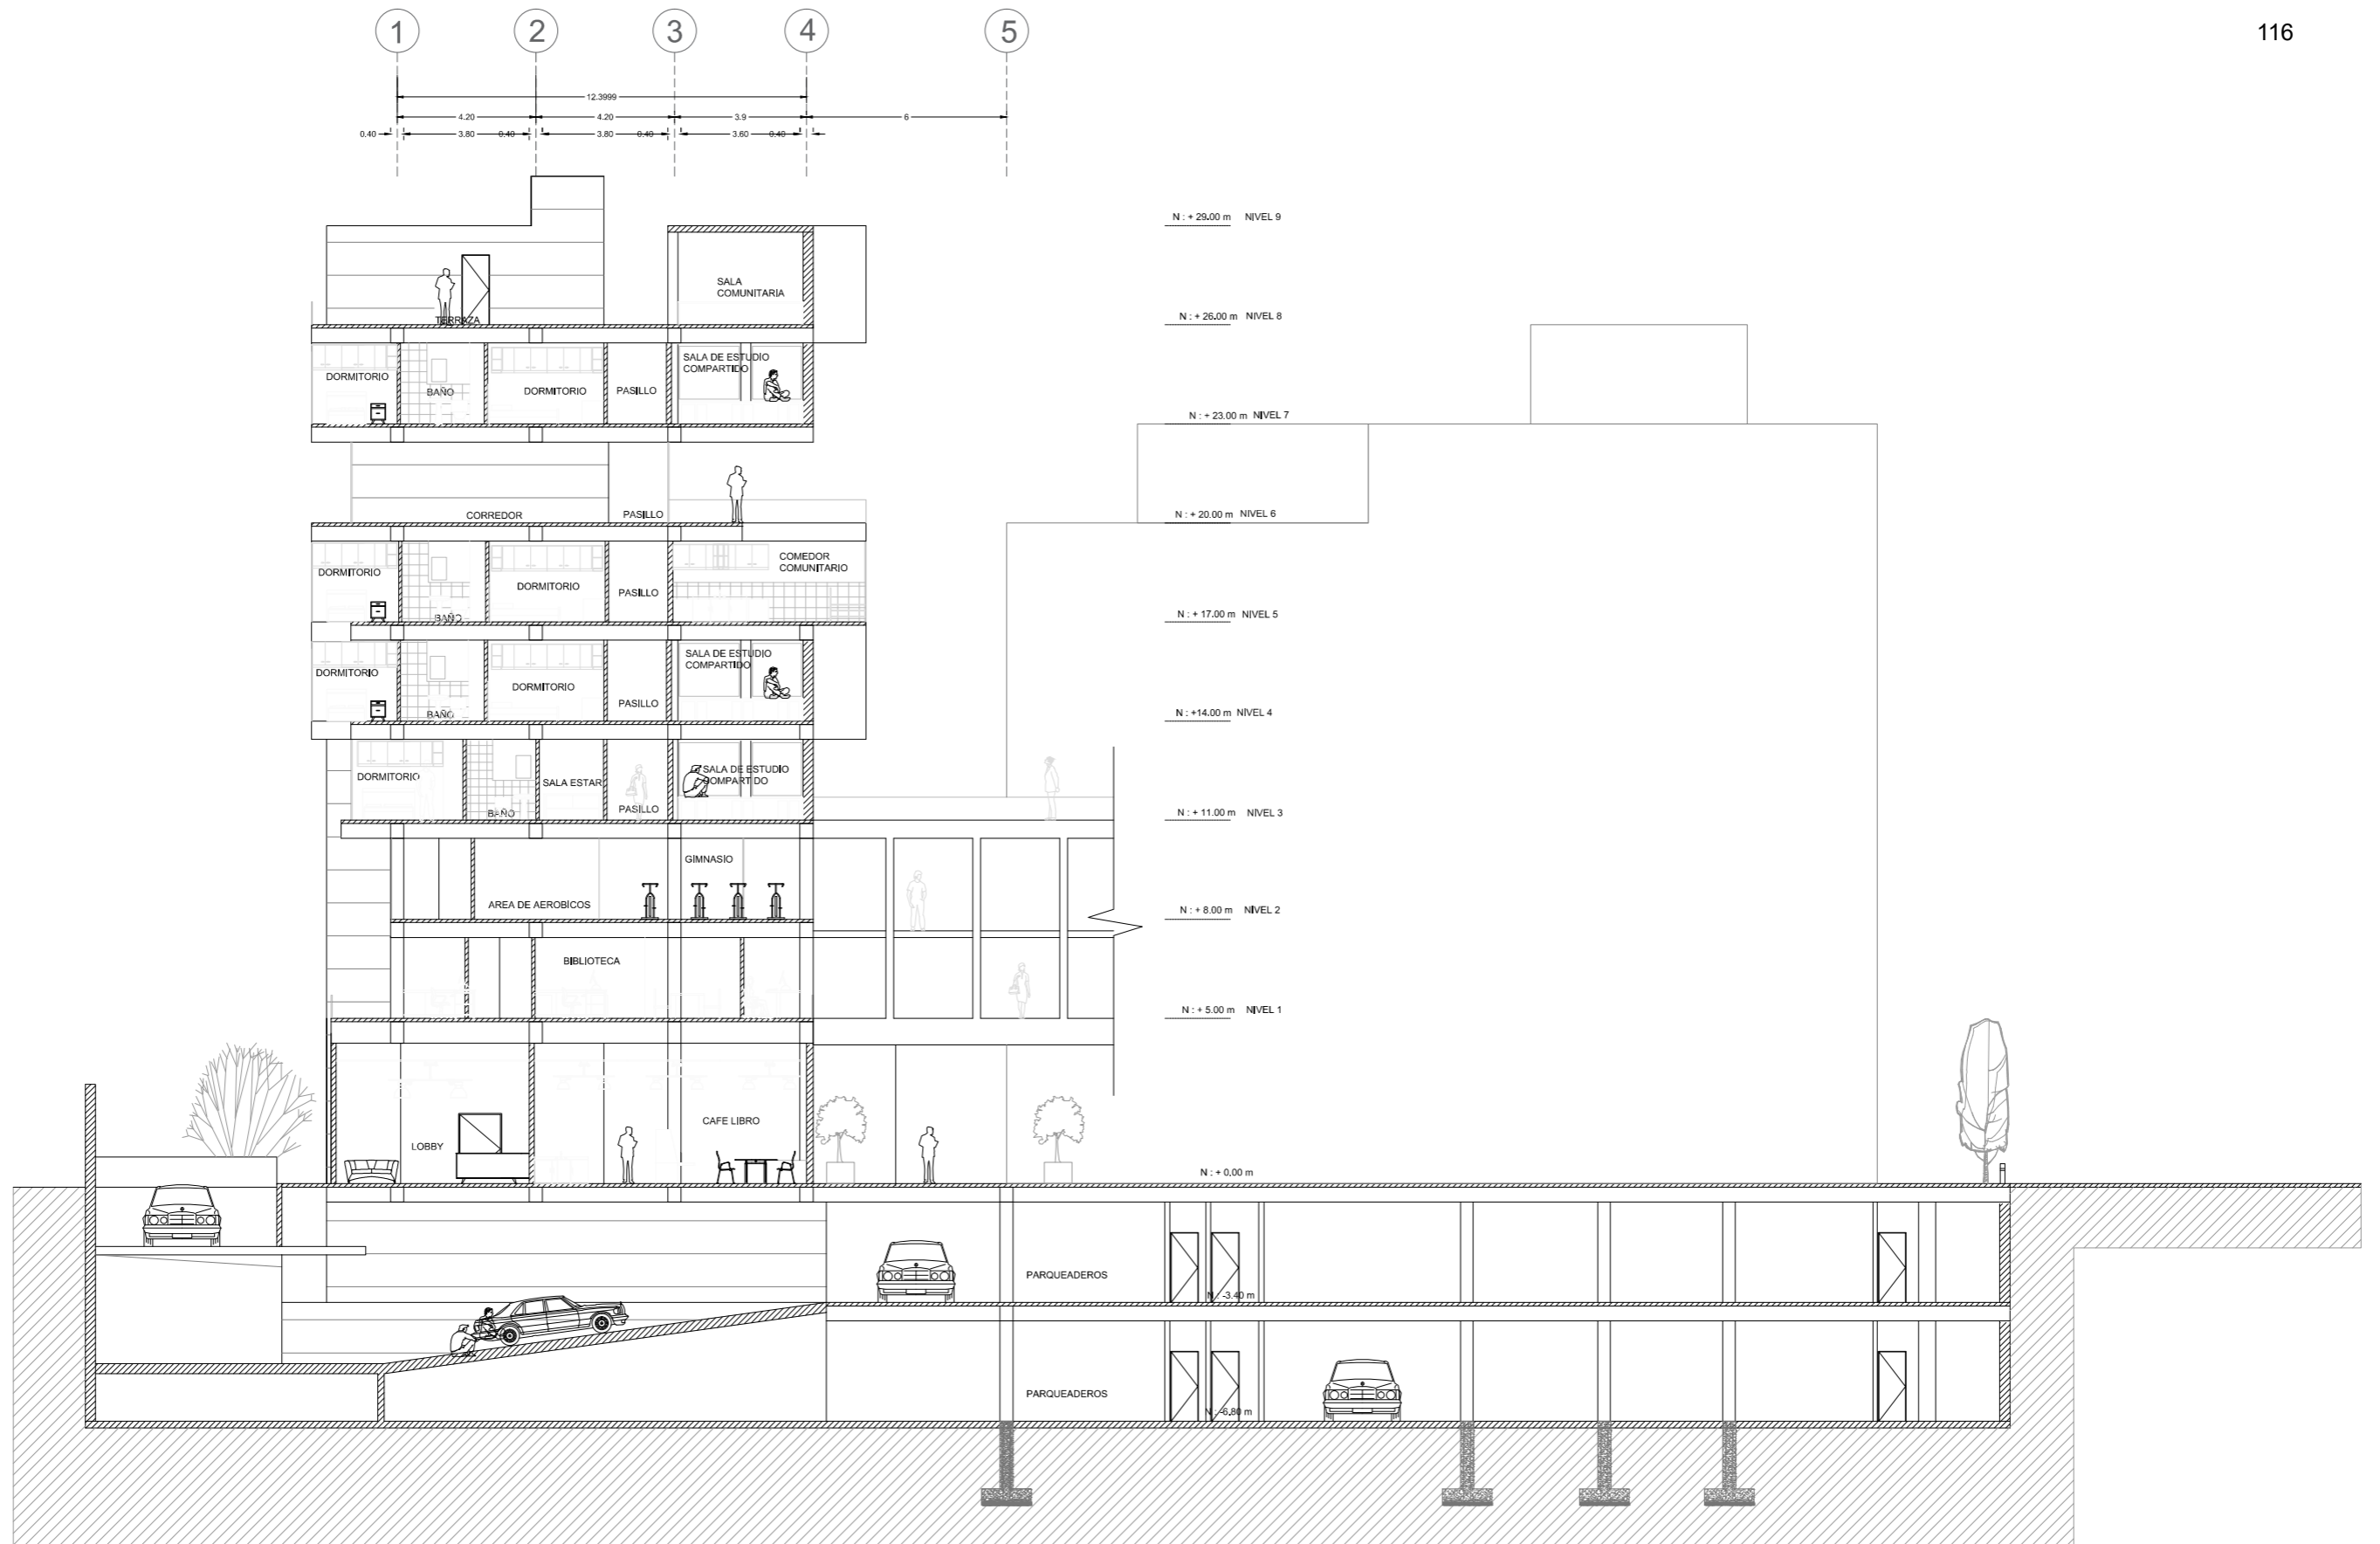 116
1 2 3 4 5
12.3999
4.20 4.20 3.9 6
0.40 3.80 0.40 3.80 0.40 3.60 0.40
N : + 29.00 m NIVEL 9
SALA
COMUNITARIA
TERRAZA
N : + 26.00 m NIVEL 8
DORMITORIO
BAÑO
DORMITORIO
PASILLO
SALA DE ESTUDIO
COMPARTIDO
N : + 23.00 m NIVEL 7
CORREDOR
PASILLO
N : + 20.00 m NIVEL 6
DORMITORIO
BAÑO
DORMITORIO
PASILLO
COMEDOR
COMUNITARIO
N : + 17.00 m NIVEL 5
DORMITORIO
BAÑO
DORMITORIO
PASILLO
SALA DE ESTUDIO
COMPARTIDO
N : +14.00 m NIVEL 4
DORMITORIO
BAÑO
SALA ESTAR
PASILLO
SALA DE ESTUDIO
COMPARTIDO
N : + 11.00 m NIVEL 3
GIMNASIO
AREA DE AEROBICOS
N : + 8.00 m NIVEL 2
BIBLIOTECA
N : + 5.00 m NIVEL 1
LOBBY
CAFE LIBRO
N : + 0,00 m
PARQUEADEROS
N : -3.40 m
PARQUEADEROS
N : -6.80 m